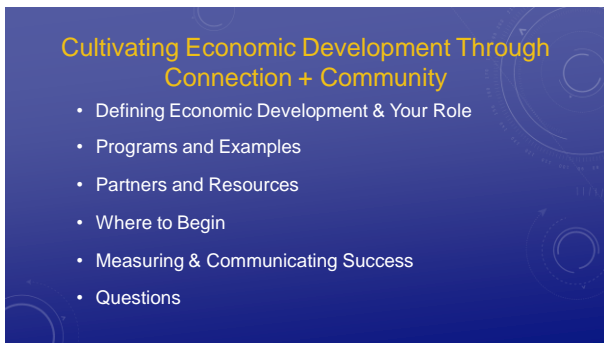 Cultivating Economic Development Through
Connection + Community
• Defining Economic Development & Your Role
• Programs and Examples
• Partners and Resources
• Where to Begin
• Measuring & Communicating Success
• Questions